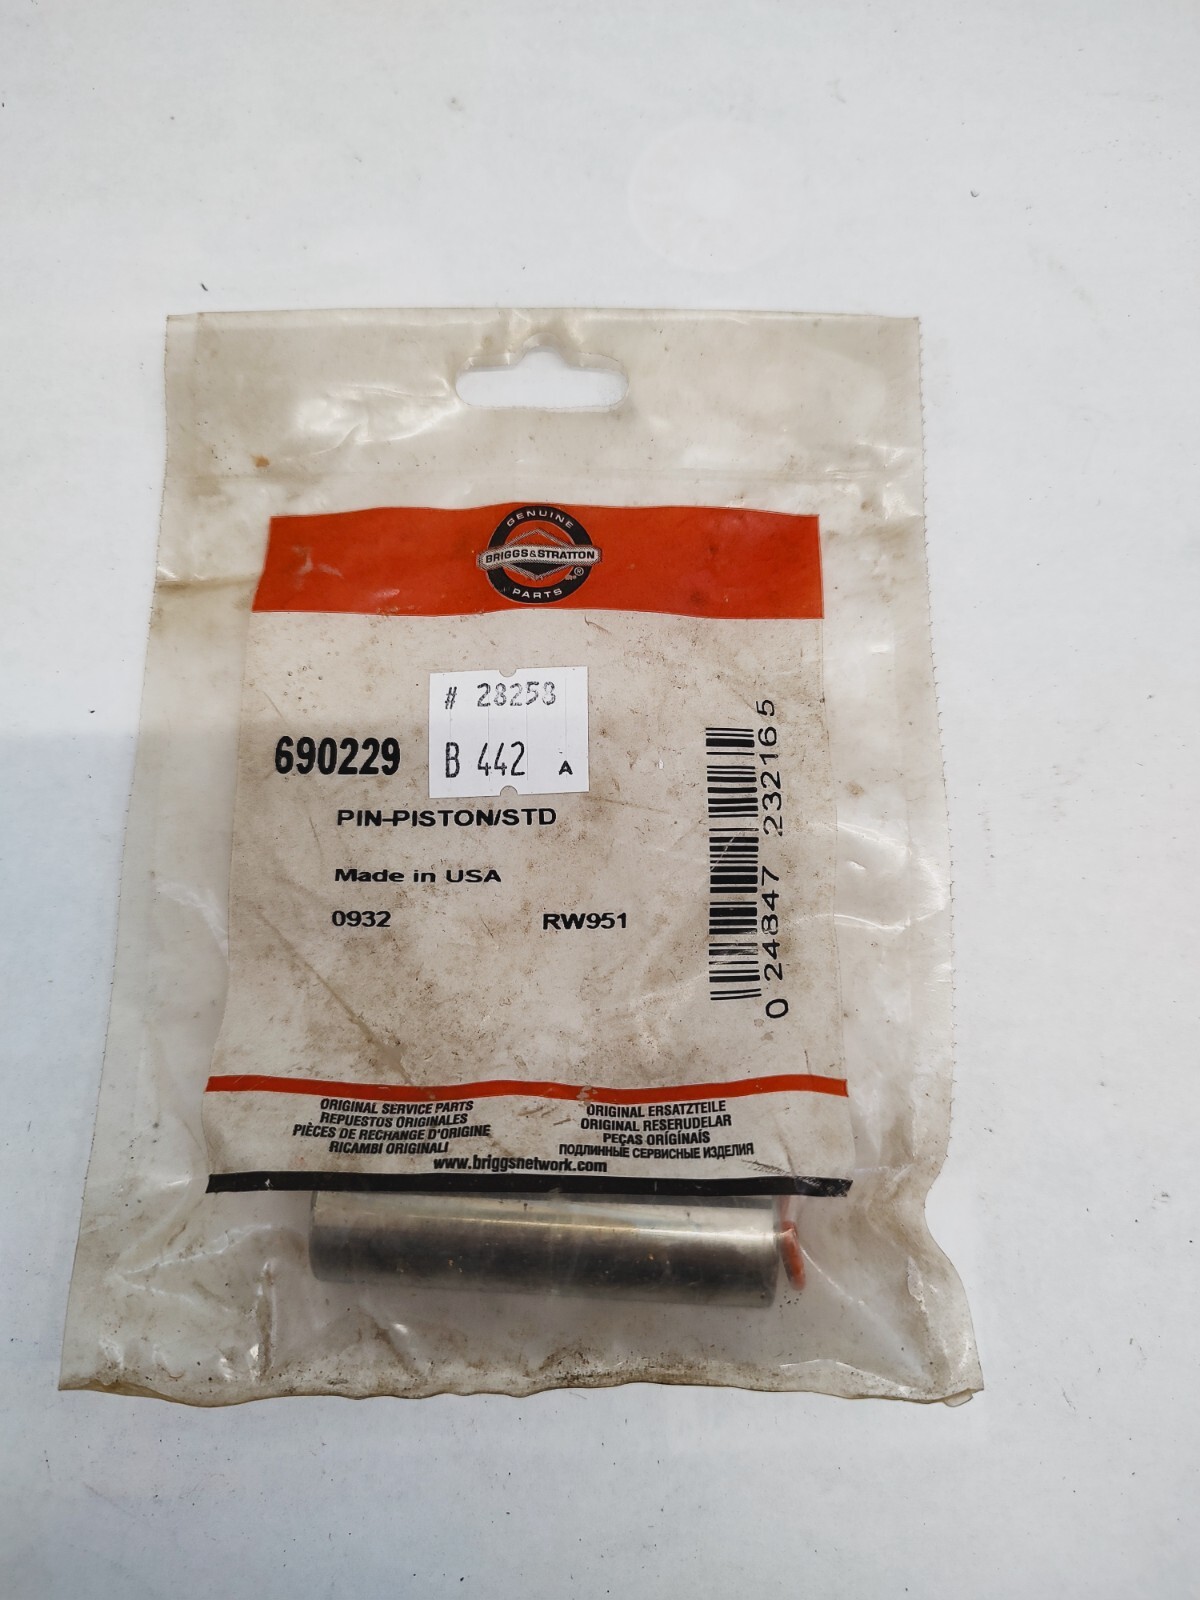 GENUINE
BRIGGS&STRATTON
®
PARTS
# 28258
690229
B 442 A
PIN-PISTON/STD
Made in USA
0932 RW951
0 24847 23216 5
ORIGINAL SERVICE PARTS
REPUESTOS ORIGINALES
PIÈCES DE RECHANGE D'ORIGINE
RICAMBI ORIGINALI
ORIGINAL ERSATZTEILE
ORIGINAL RESERUDELAR
PEÇAS ORIGÍNAIS
ПОДЛИННЫЕ СЕРВИСНЫЕ ИЗДЕЛИЯ
www.briggsnetwork.com